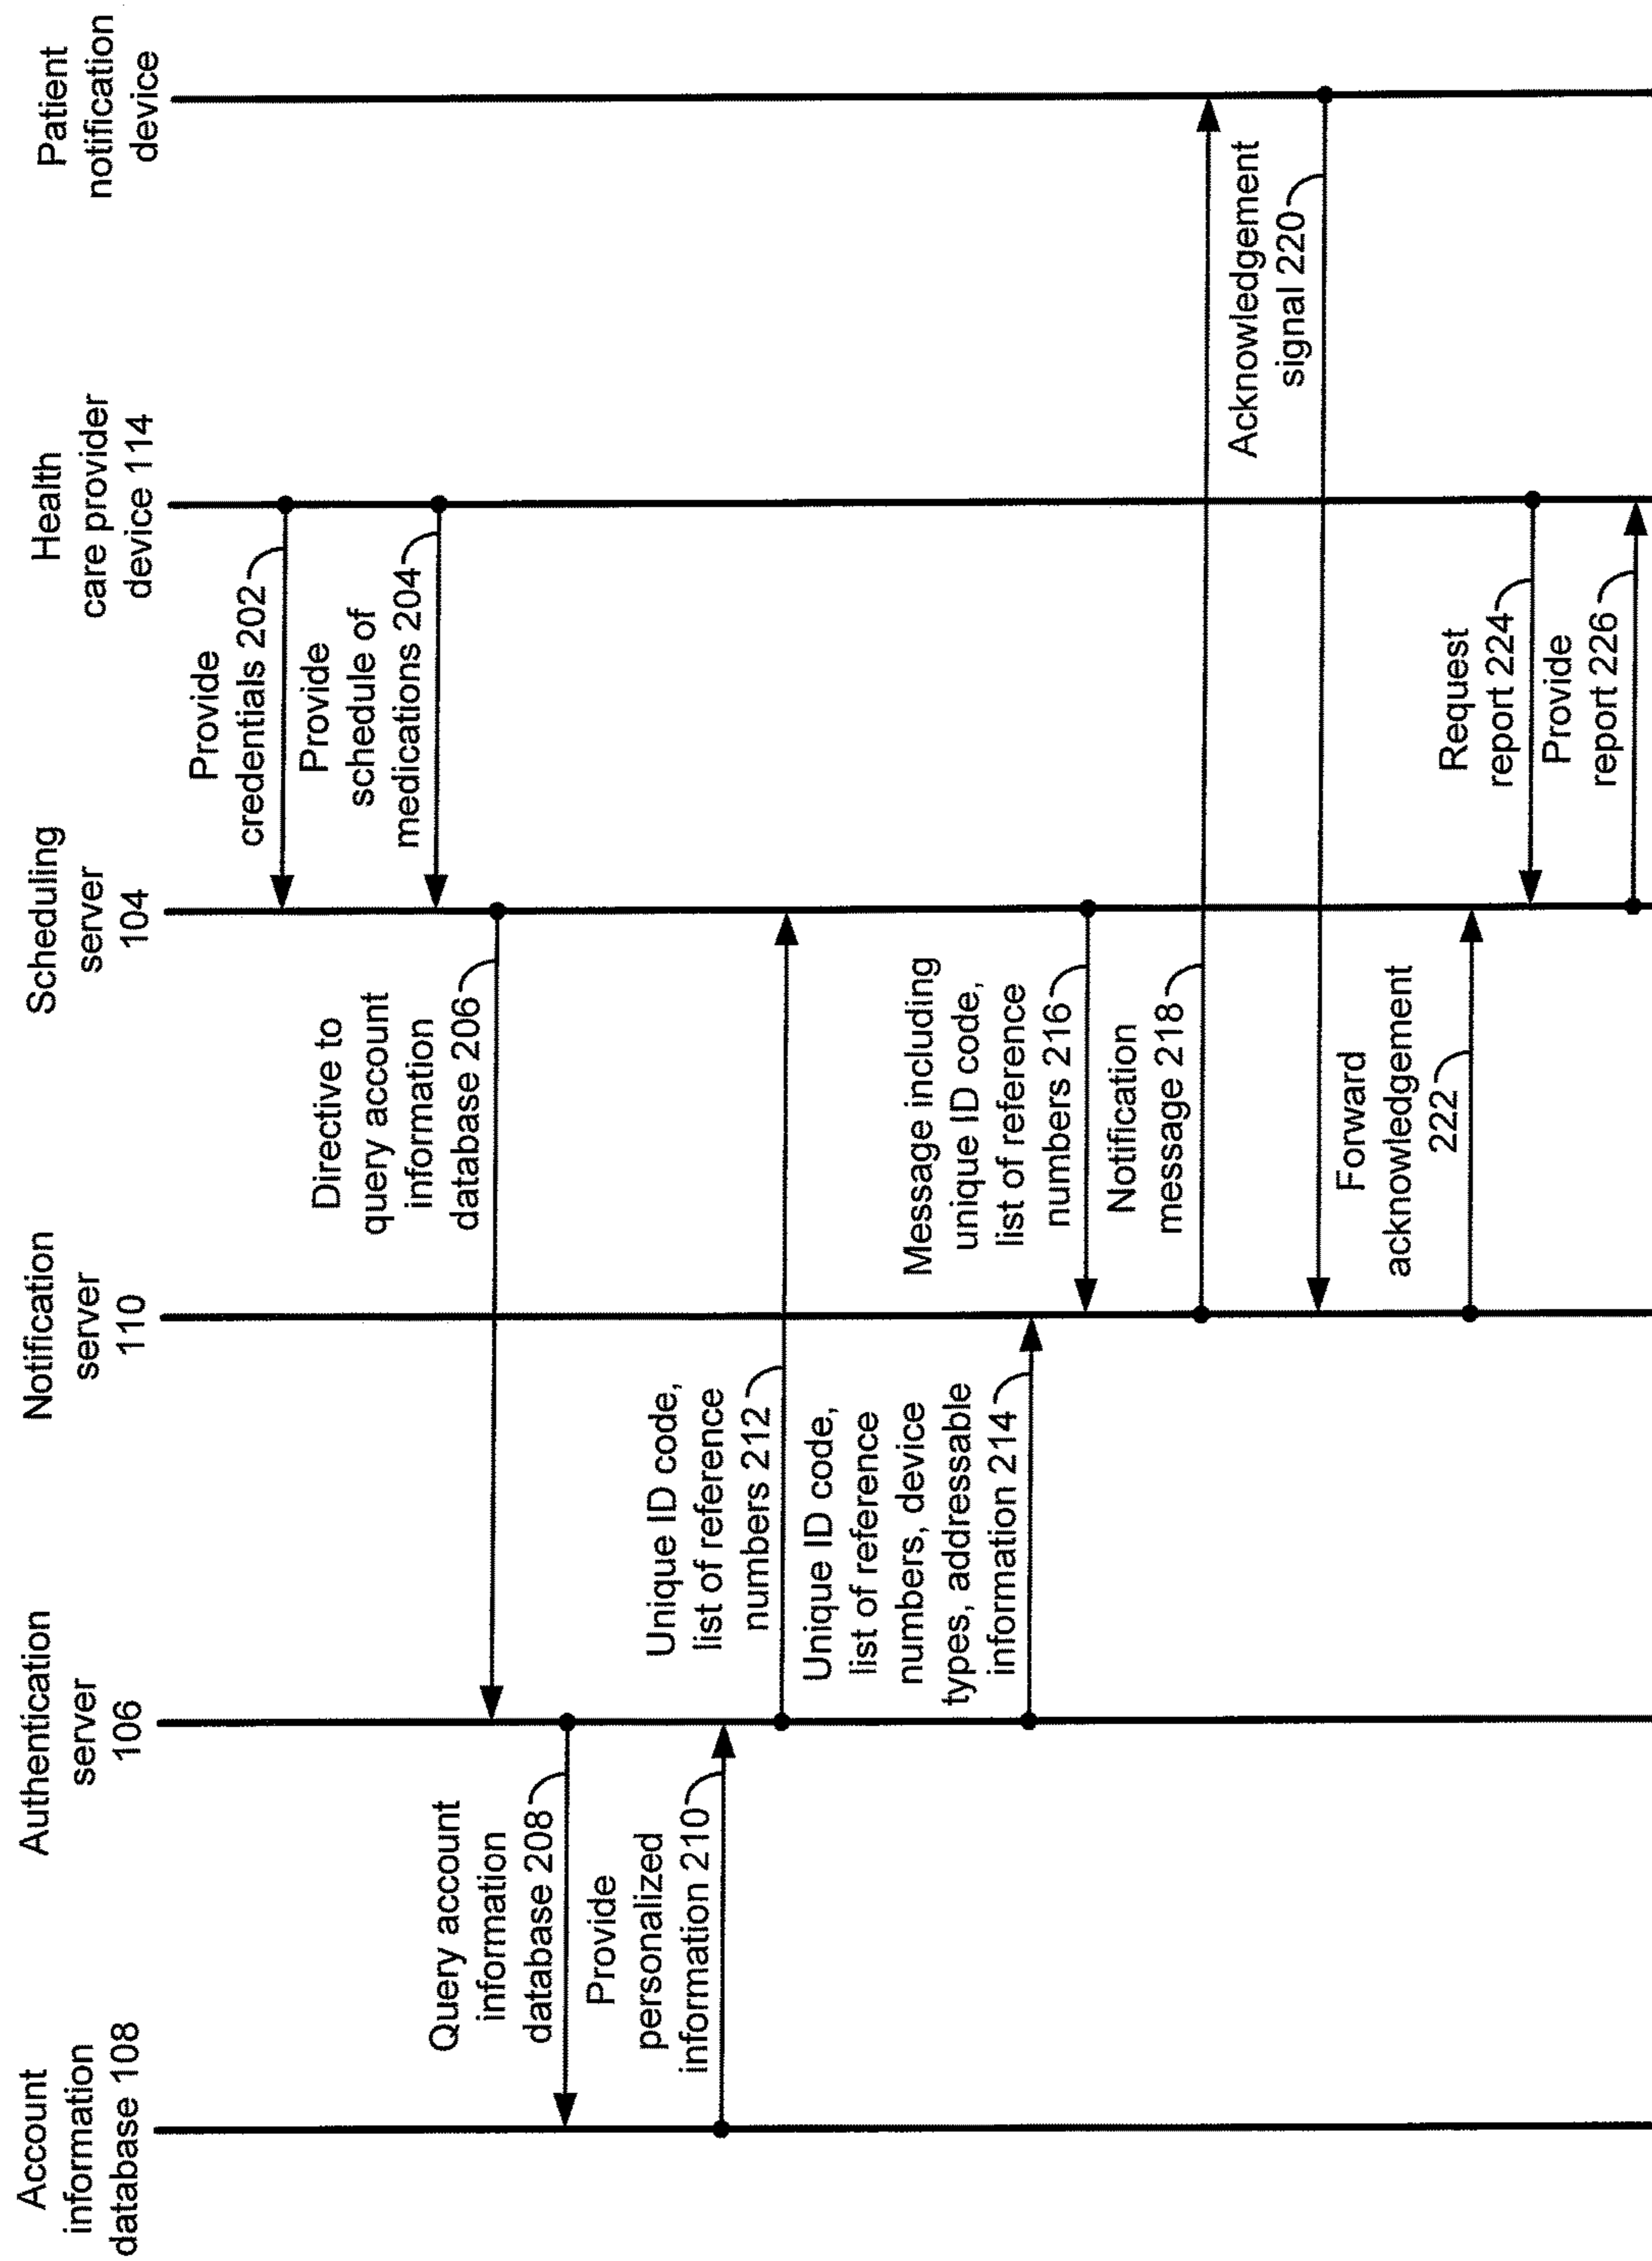 Account
information
database 108
Authentication
server
106
Notification
server
110
Scheduling
server
104
Health
care provider
device 114
Patient
notification
device
Provide
credentials 202
Provide
schedule of
medications 204
Directive to
query account
information
database 206
Query account
information
database 208
Provide
personalized
information 210
Unique ID code,
list of reference
numbers 212
Unique ID code,
list of reference
numbers, device
types, addressable
information 214
Message including
unique ID code,
list of reference
numbers 216
Notification
message 218
Acknowledgement
signal 220
Forward
acknowledgement
222
Request
report 224
Provide
report 226